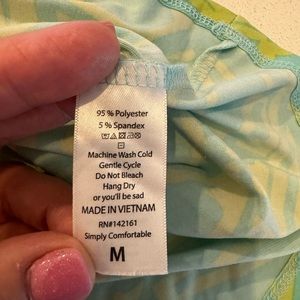 95% Polyester
5% Spandex
Machine Wash Cold
Gentle Cycle
Do Not Bleach
Hang Dry
or you'll be sad
MADE IN VIETNAM
RN#142161
Simply Comfortable
M